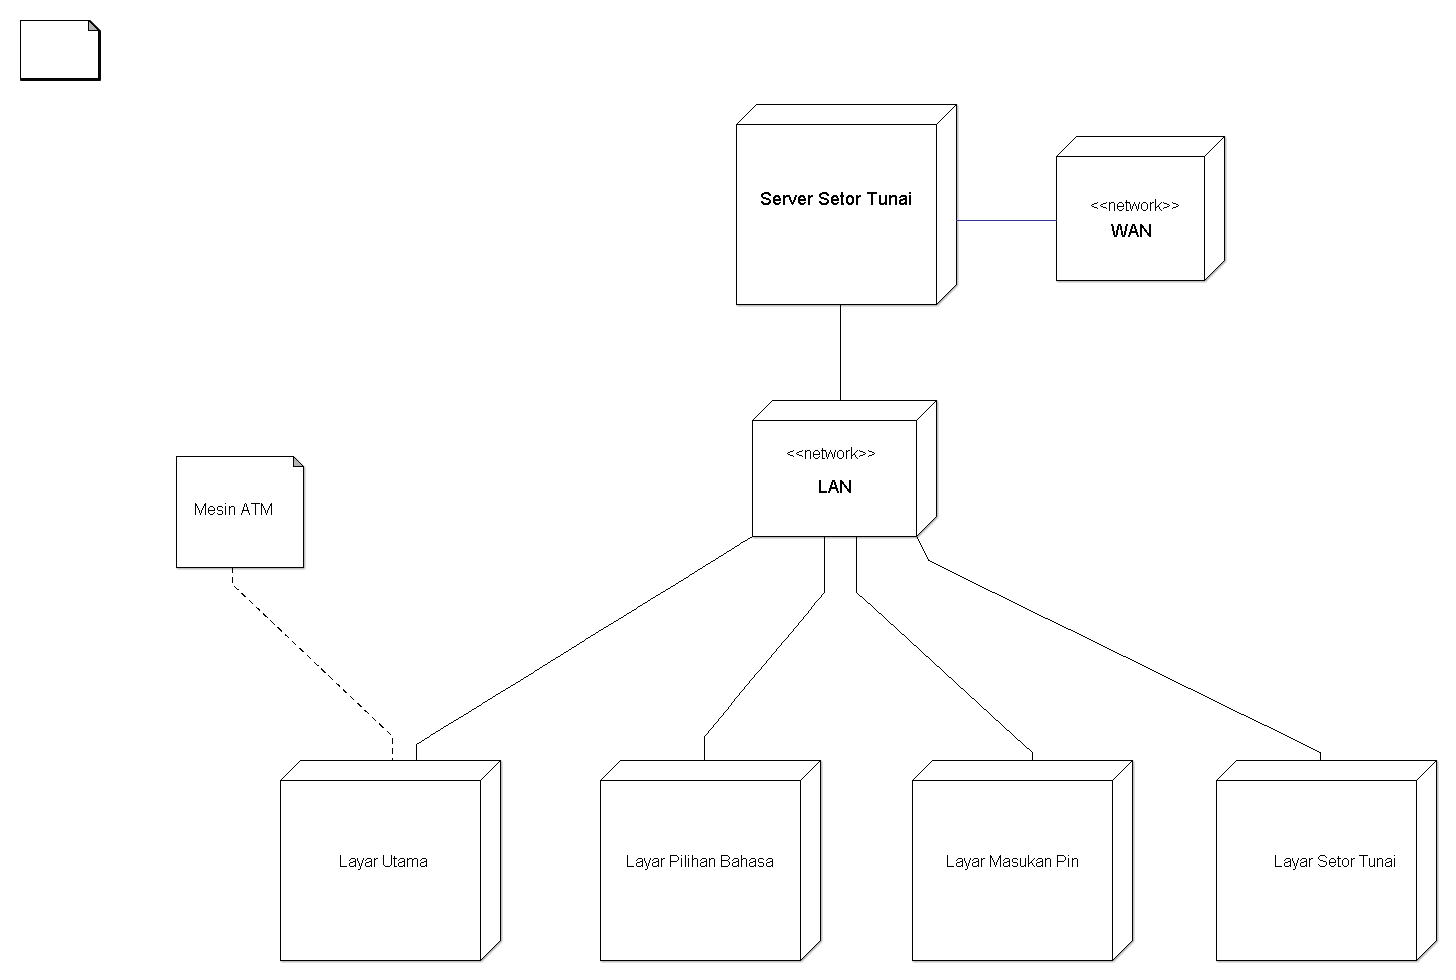 Server Setor Tunai
<<network>>
WAN
<<network>>
LAN
Mesin ATM
Layar Utama
Layar Pilihan Bahasa
Layar Masukan Pin
Layar Setor Tunai